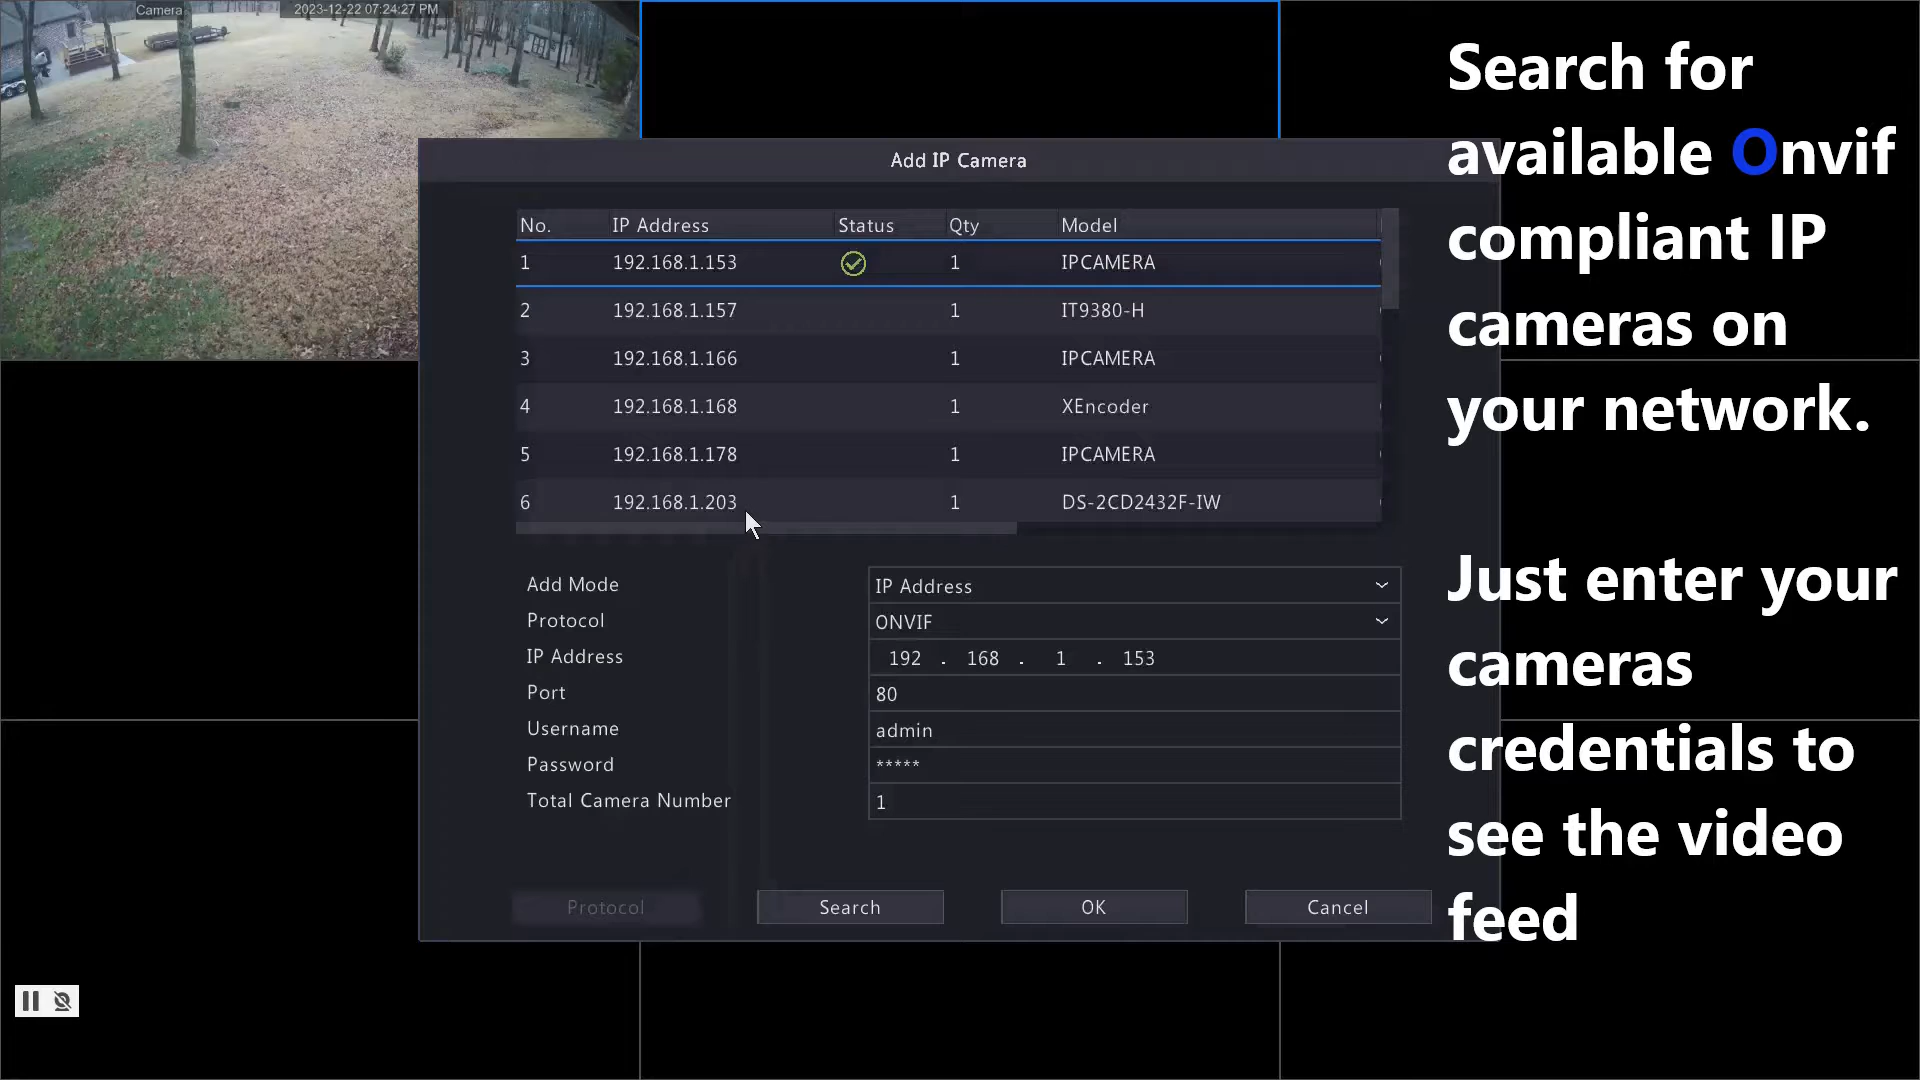 Camera 2023-12-22 07:24:27 PM
Add IP Camera
No. IP Address Status Qty Model
1 192.168.1.153 1 IPCAMERA
2 192.168.1.157 1 IT9380-H
3 192.168.1.166 1 IPCAMERA
4 192.168.1.168 1 XEncoder
5 192.168.1.178 1 IPCAMERA
6 192.168.1.203 1 DS-2CD2432F-IW
Add Mode IP Address
Protocol ONVIF
IP Address 192 . 168 . 1 . 153
Port 80
Username admin
Password *****
Total Camera Number 1
Protocol Search OK Cancel
Search for
available Onvif
compliant IP
cameras on
your network.
Just enter your
cameras
credentials to
see the video
feed